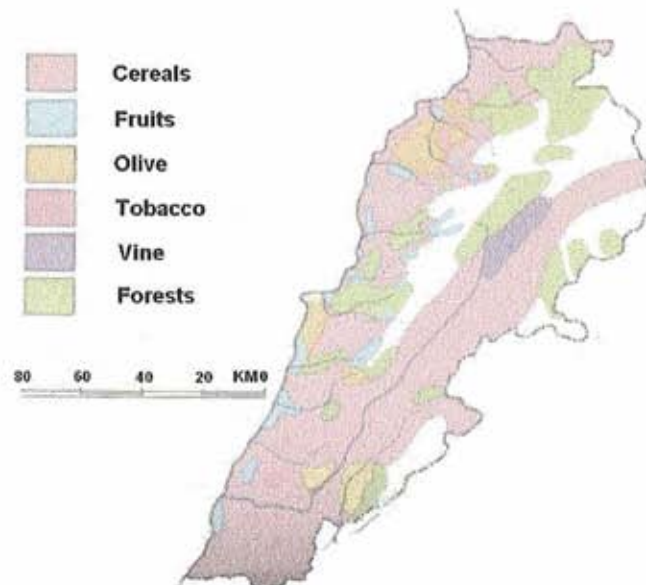 Cereals
Fruits
Olive
Tobacco
Vine
Forests
80 60 40 20 KM0